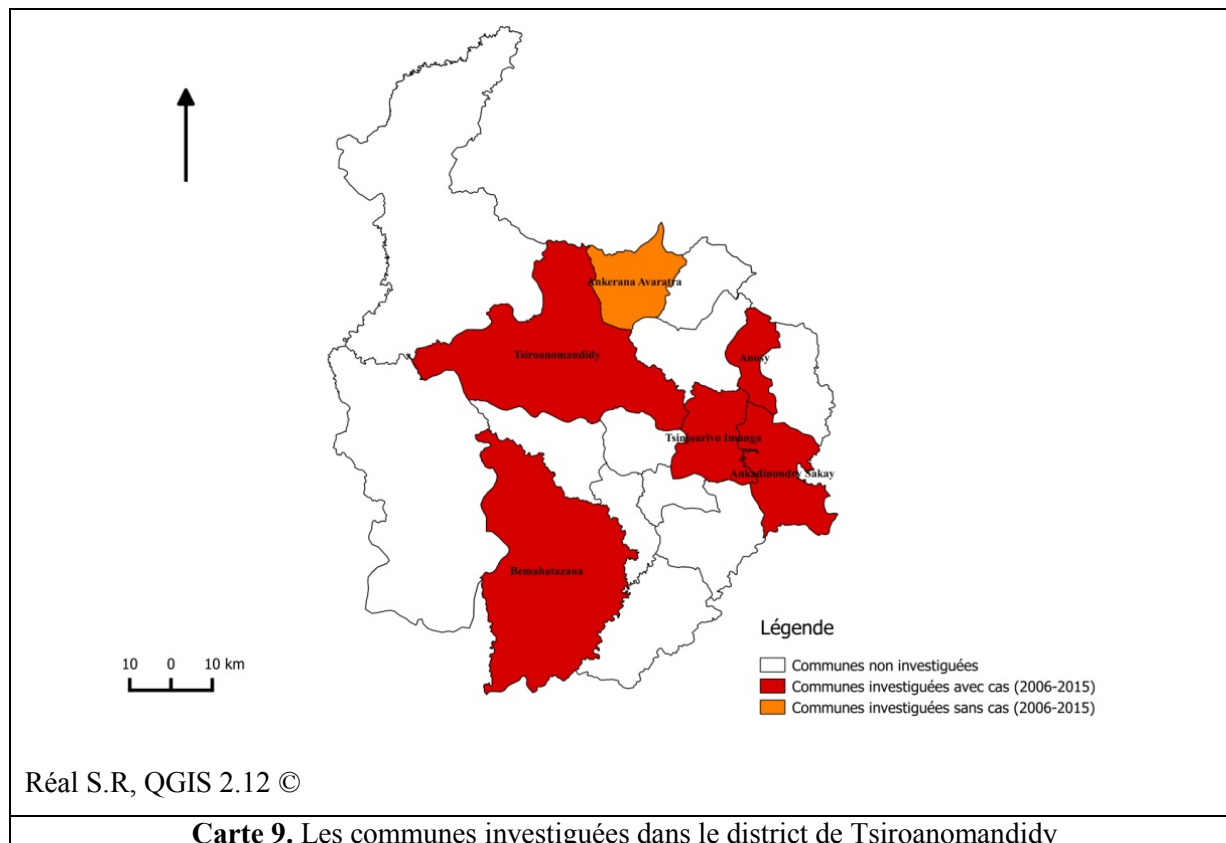 Ankerana Avaratra
Tsiroanomandidy
Anosy
Tsinjoarivo Imanga
Ankadinondry Sakay
Bemahatazana
Légende
10 0 10 km
Communes non investiguées
Communes investiguées avec cas (2006-2015)
Communes investiguées sans cas (2006-2015)
Réal S.R, QGIS 2.12 ©
Carte 9. Les communes investiguées dans le district de Tsiroanomandidy